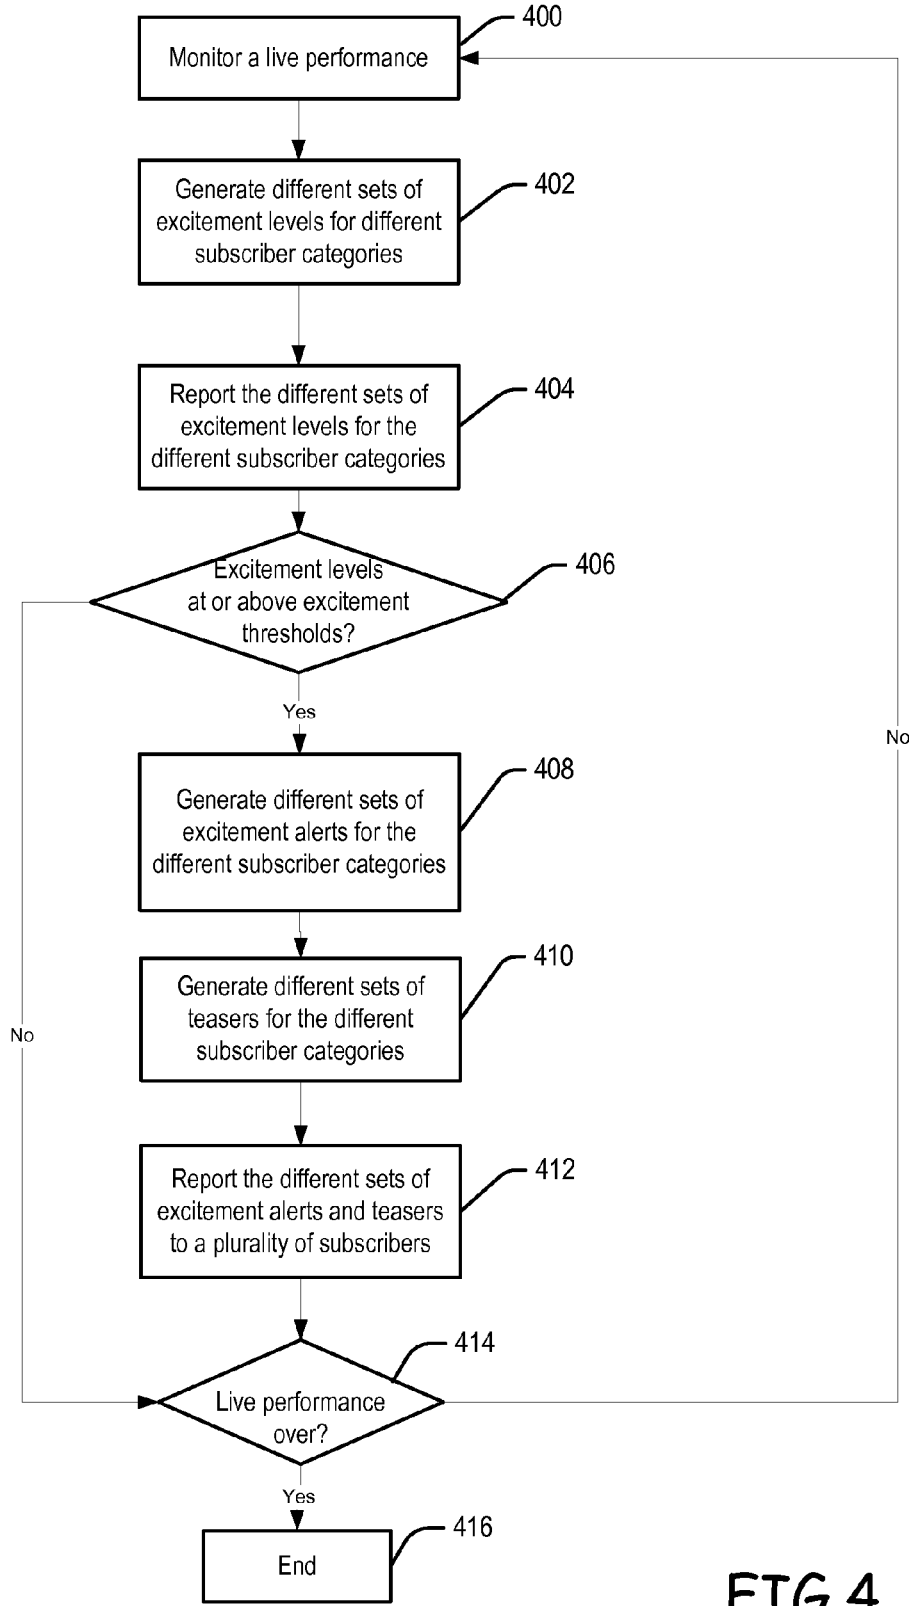 400
Monitor a live performance
402
Generate different sets of
excitement levels for different
subscriber categories
404
Report the different sets of
excitement levels for the
different subscriber categories
406
Excitement levels
at or above excitement
thresholds?
Yes
No
408
Generate different sets of
excitement alerts for the
different subscriber categories
410
Generate different sets of
teasers for the different
subscriber categories
No
412
Report the different sets of
excitement alerts and teasers
to a plurality of subscribers
414
Live performance
over?
Yes
416
End
FIG.4